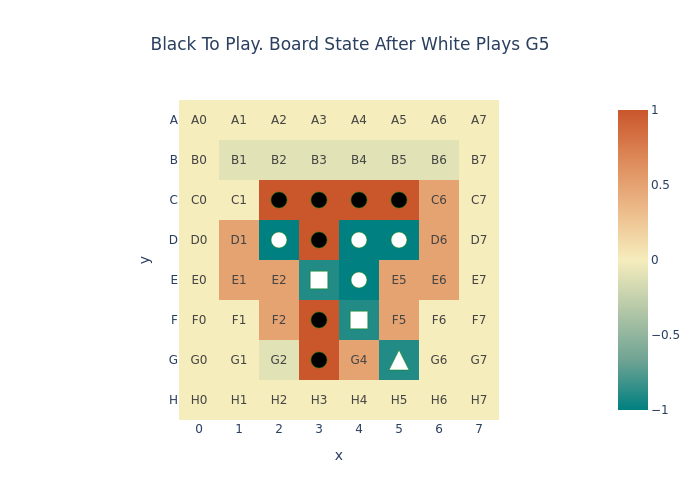 Black To Play. Board State After White Plays G5
A A0 A1 A2 A3 A4 A5 A6 A7
B B0 B1 B2 B3 B4 B5 B6 B7
C C0 C1 C6 C7
D D0 D1 D6 D7
E E0 E1 E2 E5 E6 E7
F F0 F1 F2 F5 F6 F7
G G0 G1 G2 G4 G6 G7
H H0 H1 H2 H3 H4 H5 H6 H7
0 1 2 3 4 5 6 7
x
y
1
0.5
0
−0.5
−1